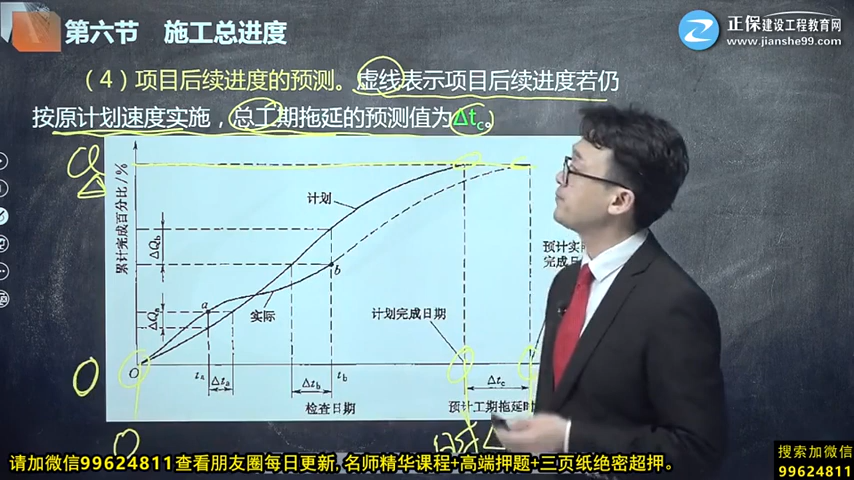 第六节 施工总进度
正保建设工程教育网
www.jianshe99.com
（4）项目后续进度的预测。虚线表示项目后续进度若仍
按原计划速度实施，总工期拖延的预测值为Δtc。
累计完成百分比/%
计划
ΔQb
b
预计实
完成日
a
实际
计划完成日期
ΔQa
O
ta
Δta
Δtb
tb
Δtc
检查日期
预计工期拖延时
0
0
搜索加微信
99624811
请加微信99624811查看朋友圈每日更新,名师精华课程+高端押题+三页纸绝密超押。